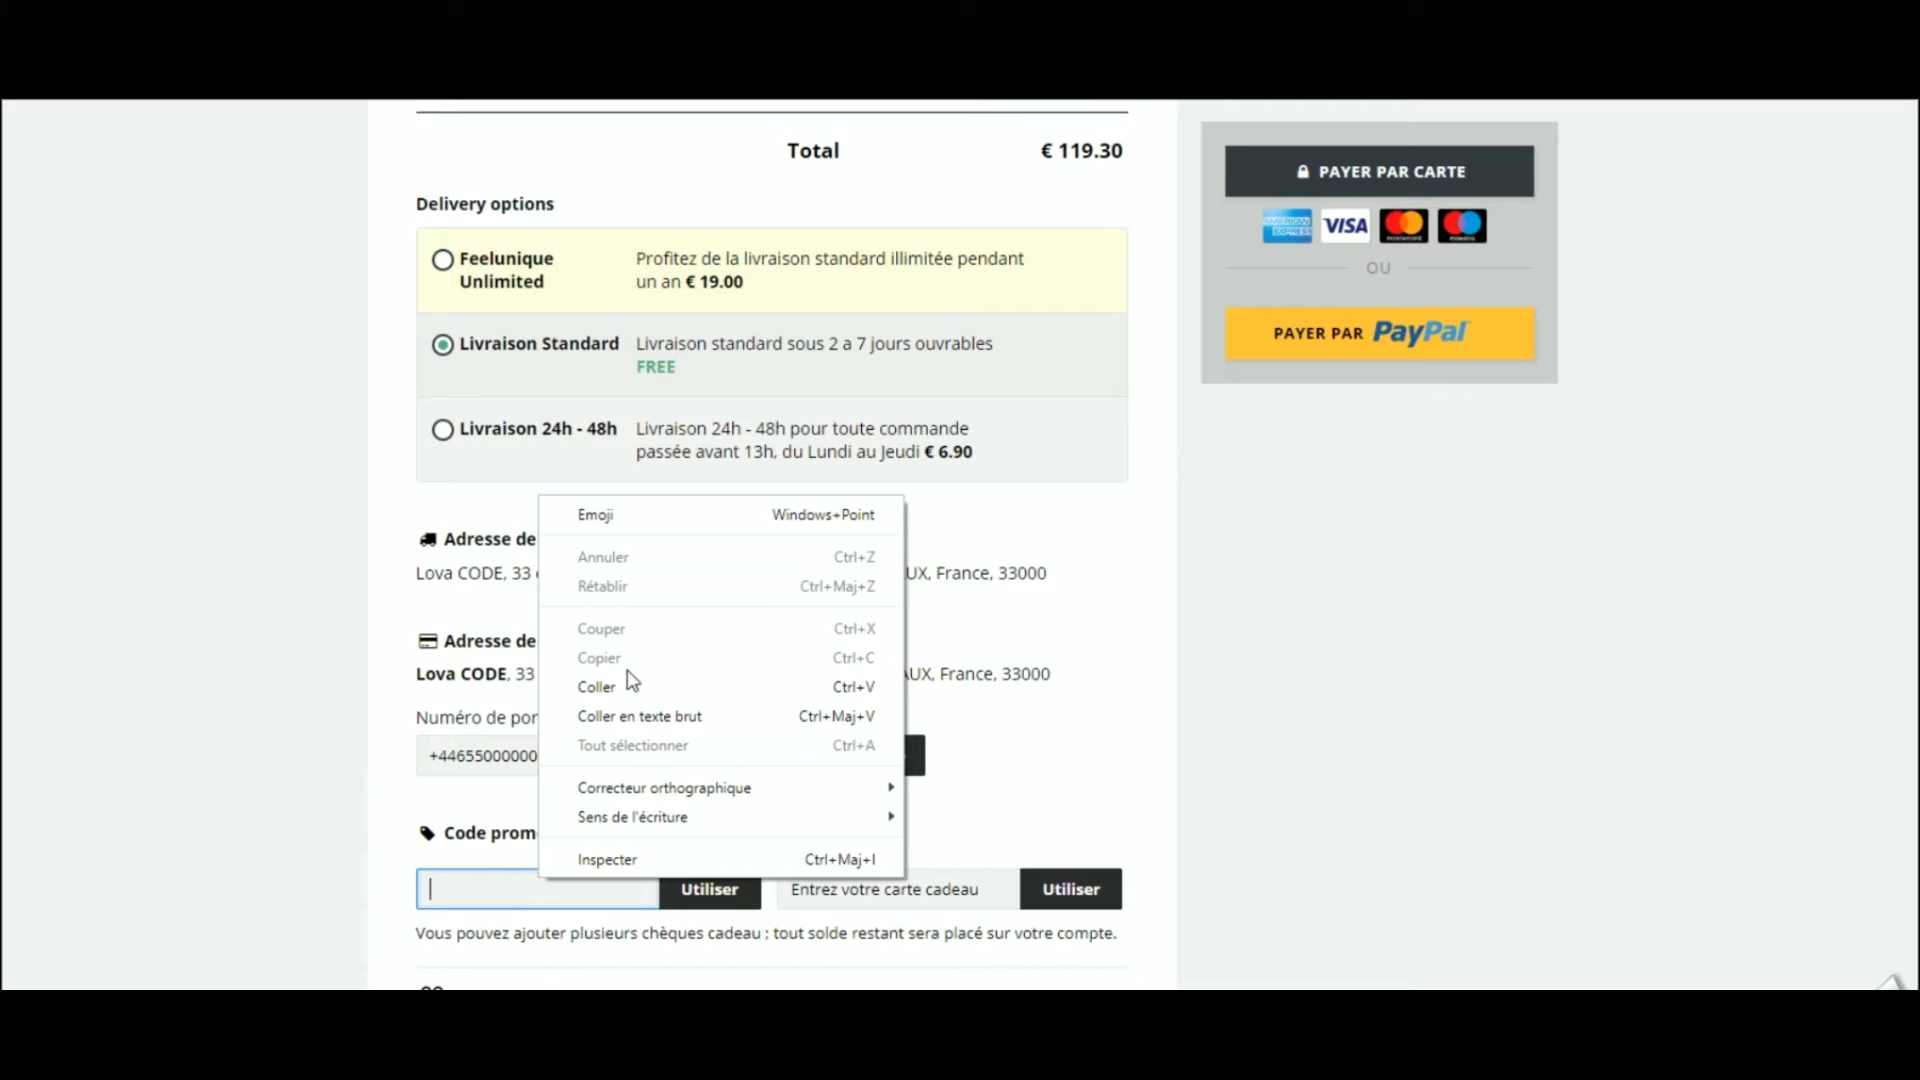 Total € 119.30
PAYER PAR CARTE
AMERICAN EXPRESS VISA mastercard maestro
OU
PAYER PAR PayPal
Delivery options
Feelunique Unlimited
Profitez de la livraison standard illimitée pendant
un an € 19.00
Livraison Standard
Livraison standard sous 2 a 7 jours ouvrables
FREE
Livraison 24h - 48h
Livraison 24h - 48h pour toute commande
passée avant 13h, du Lundi au Jeudi € 6.90
Adresse de
Lova CODE, 33
UX, France, 33000
Adresse de
Lova CODE, 33
AUX, France, 33000
Numéro de por
+44655000000
Emoji Windows+Point
Annuler Ctrl+Z
Rétablir Ctrl+Maj+Z
Couper Ctrl+X
Copier Ctrl+C
Coller Ctrl+V
Coller en texte brut Ctrl+Maj+V
Tout sélectionner Ctrl+A
Correcteur orthographique
Sens de l'écriture
Inspecter Ctrl+Maj+I
Code prom
Utiliser
Entrez votre carte cadeau
Utiliser
Vous pouvez ajouter plusieurs chèques cadeau ; tout solde restant sera placé sur votre compte.